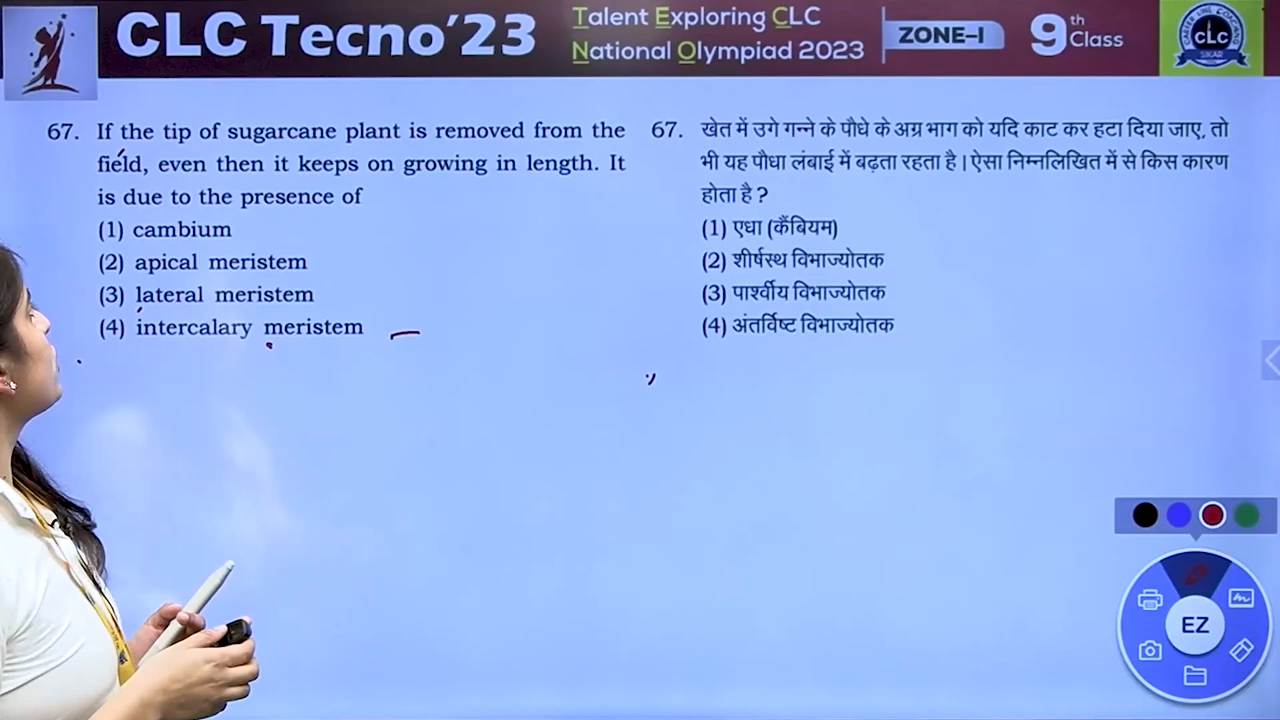 CLC Tecno'23
Talent Exploring CLC
National Olympiad 2023
ZONE–I
9th Class
CLC
SIKAR
67. If the tip of sugarcane plant is removed from the
field, even then it keeps on growing in length. It
is due to the presence of
(1) cambium
(2) apical meristem
(3) lateral meristem
(4) intercalary meristem
67. खेत में उगे गन्ने के पौधे के अग्र भाग को यदि काट कर हटा दिया जाए, तो
भी यह पौधा लंबाई में बढ़ता रहता है। ऐसा निम्नलिखित में से किस कारण
होता है ?
(1) एधा (कैंबियम)
(2) शीर्षस्थ विभाज्योतक
(3) पार्श्वीय विभाज्योतक
(4) अंतर्विष्ट विभाज्योतक
EZ